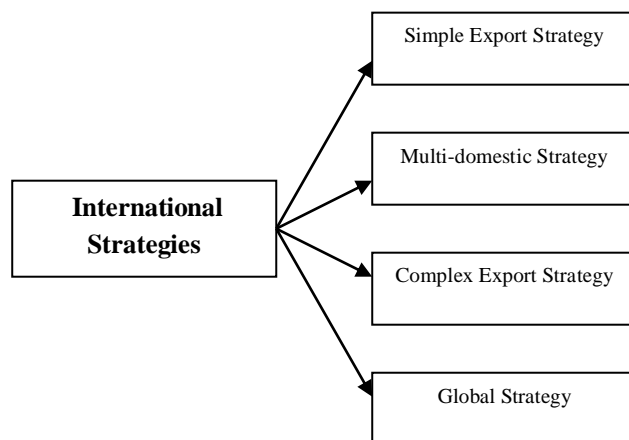 International
Strategies
Simple Export Strategy
Multi-domestic Strategy
Complex Export Strategy
Global Strategy